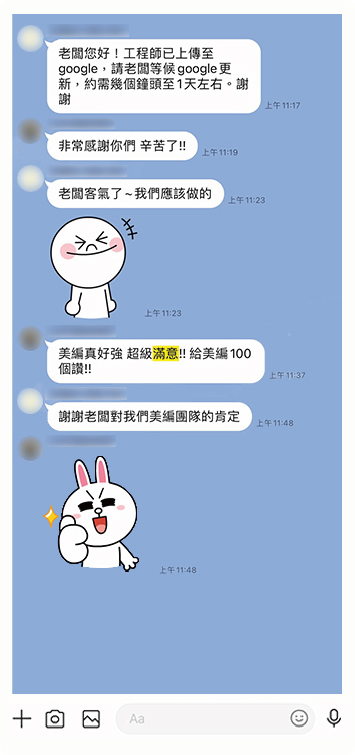 老闆您好！工程師已上傳至
google，請老闆等候google更
新，約需幾個鐘頭至1天左右。謝
謝
上午11:17
非常感謝你們 辛苦了!!
上午11:19
老闆客氣了~我們應該做的
上午11:23
上午11:23
美編真好強 超級滿意!! 給美編100
個讚!!
上午11:37
謝謝老闆對我們美編團隊的肯定
上午11:48
上午11:48
Aa